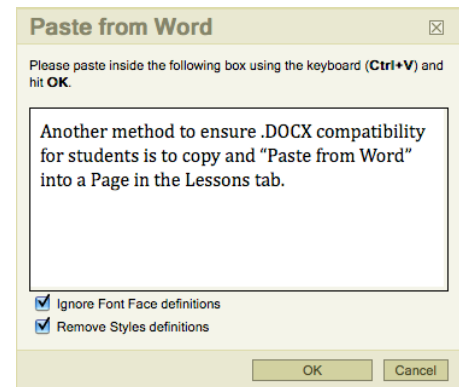 Paste from Word
Please paste inside the following box using the keyboard (Ctrl+V) and
hit OK.
Another method to ensure .DOCX compatibility
for students is to copy and “Paste from Word”
into a Page in the Lessons tab.
Ignore Font Face definitions
Remove Styles definitions
OK Cancel